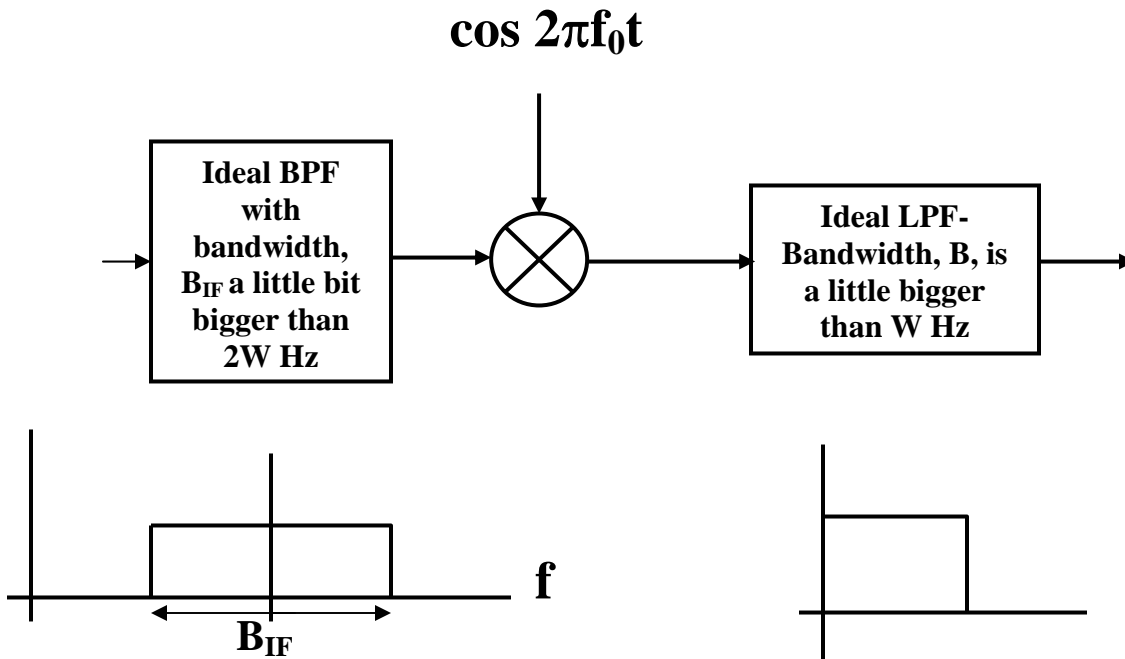 cos 2πf₀t
Ideal BPF
with
bandwidth,
B_IF a little bit
bigger than
2W Hz
Ideal LPF-
Bandwidth, B, is
a little bigger
than W Hz
f
B_IF